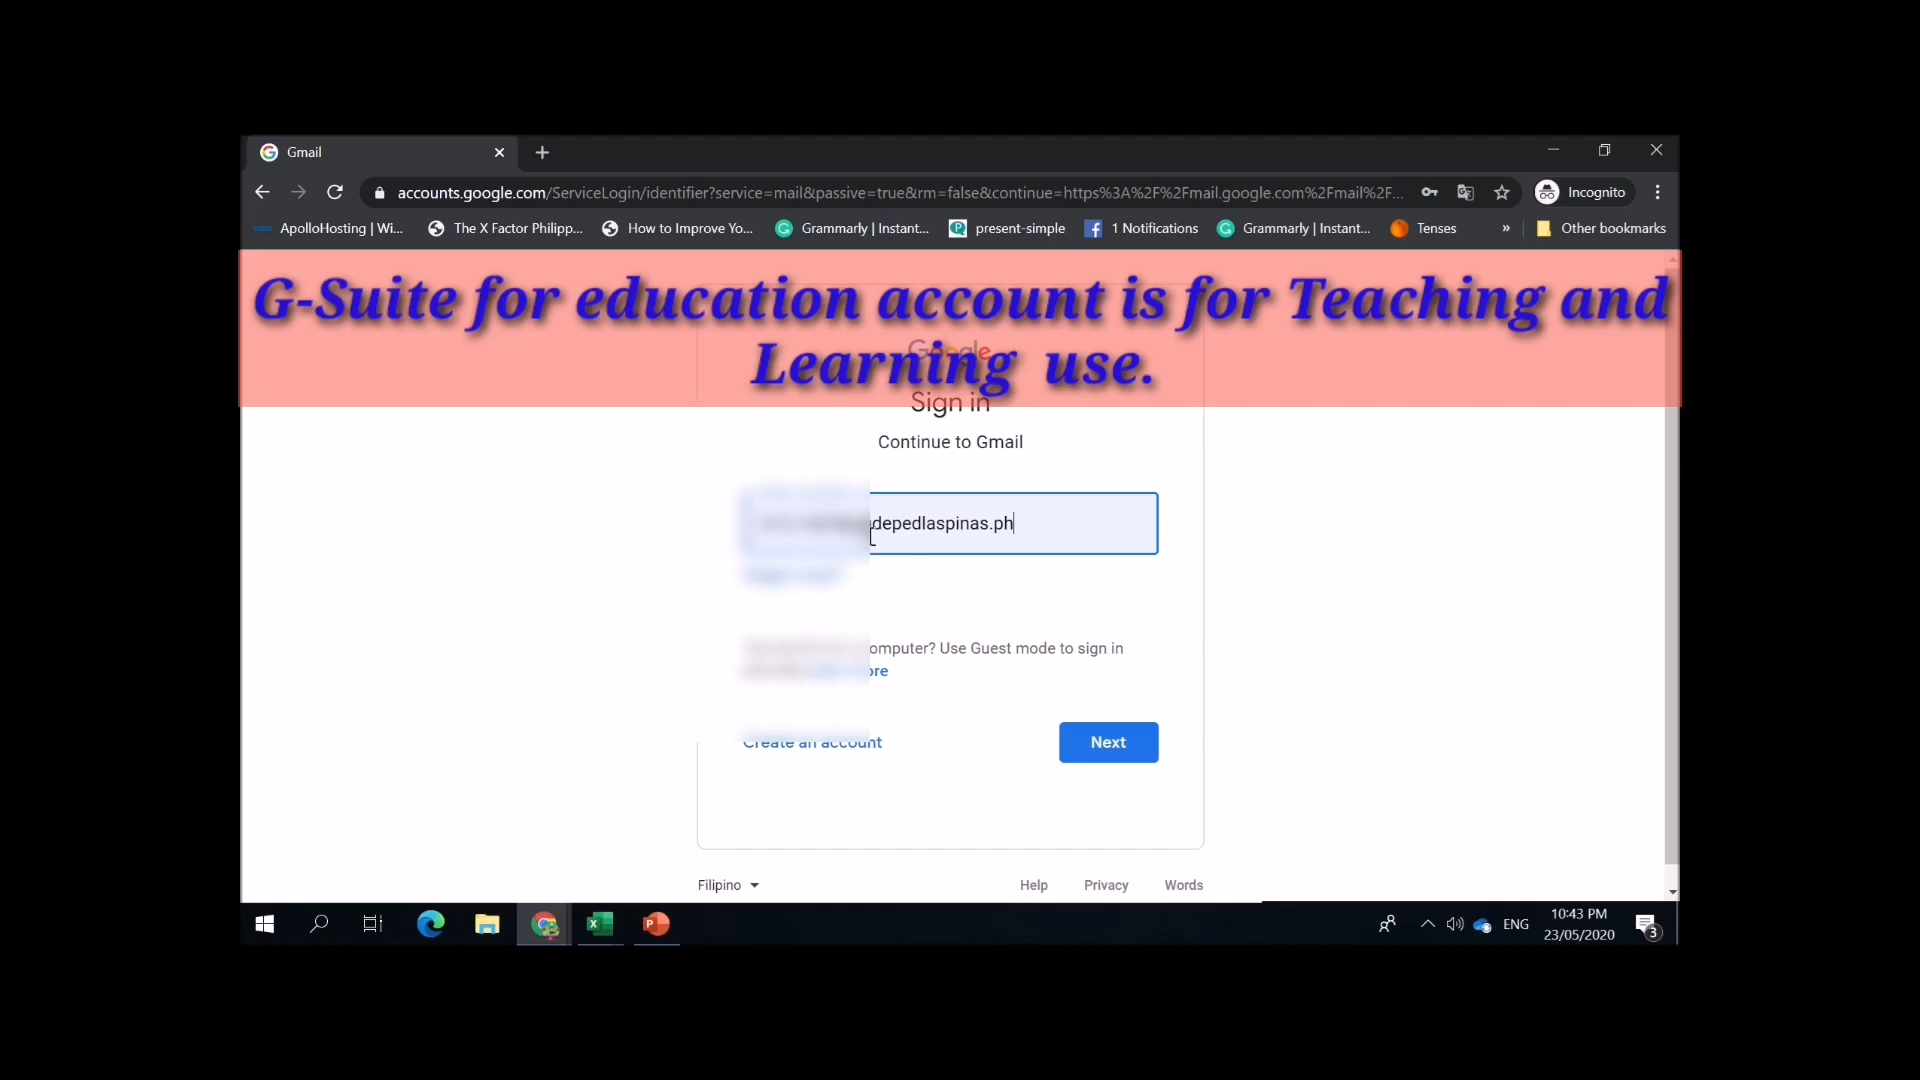 Gmail
accounts.google.com/ServiceLogin/identifier?service=mail&passive=true&rm=false&continue=https%3A%2F%2Fmail.google.com%2Fmail%2F...
Incognito
ApolloHosting | Wi...
The X Factor Philipp...
How to Improve Yo...
Grammarly | Instant...
present-simple
1 Notifications
Grammarly | Instant...
Tenses
»
Other bookmarks
G-Suite for education account is for Teaching and
Learning use.
Google
Sign in
Continue to Gmail
depedlaspinas.ph
omputer? Use Guest mode to sign in
ore
Create an account
Next
Filipino
Help
Privacy
Words
ENG
10:43 PM
23/05/2020
3